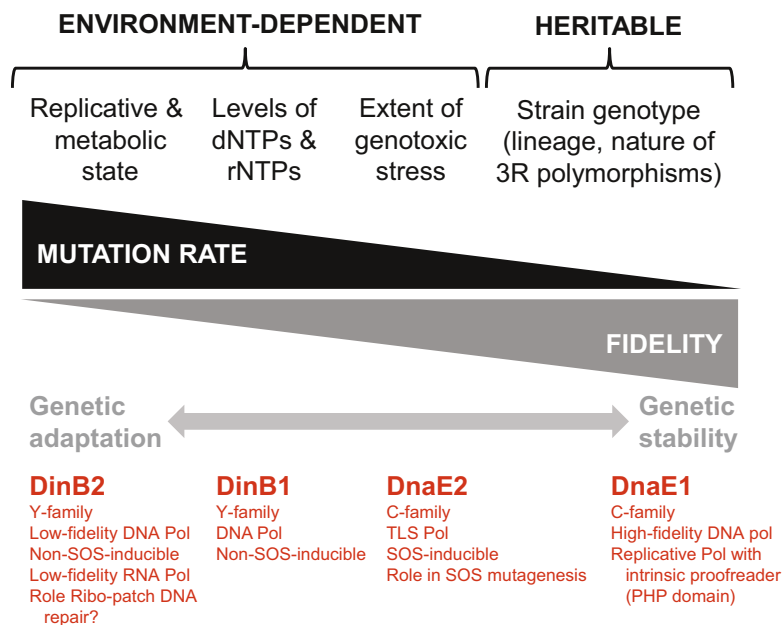 ENVIRONMENT-DEPENDENT
HERITABLE
Replicative &
metabolic
state
Levels of
dNTPs &
rNTPs
Extent of
genotoxic
stress
Strain genotype
(lineage, nature of
3R polymorphisms)
MUTATION RATE
FIDELITY
Genetic
adaptation
Genetic
stability
DinB2
Y-family
Low-fidelity DNA Pol
Non-SOS-inducible
Low-fidelity RNA Pol
Role Ribo-patch DNA
repair?
DinB1
Y-family
DNA Pol
Non-SOS-inducible
DnaE2
C-family
TLS Pol
SOS-inducible
Role in SOS mutagenesis
DnaE1
C-family
High-fidelity DNA pol
Replicative Pol with
intrinsic proofreader
(PHP domain)